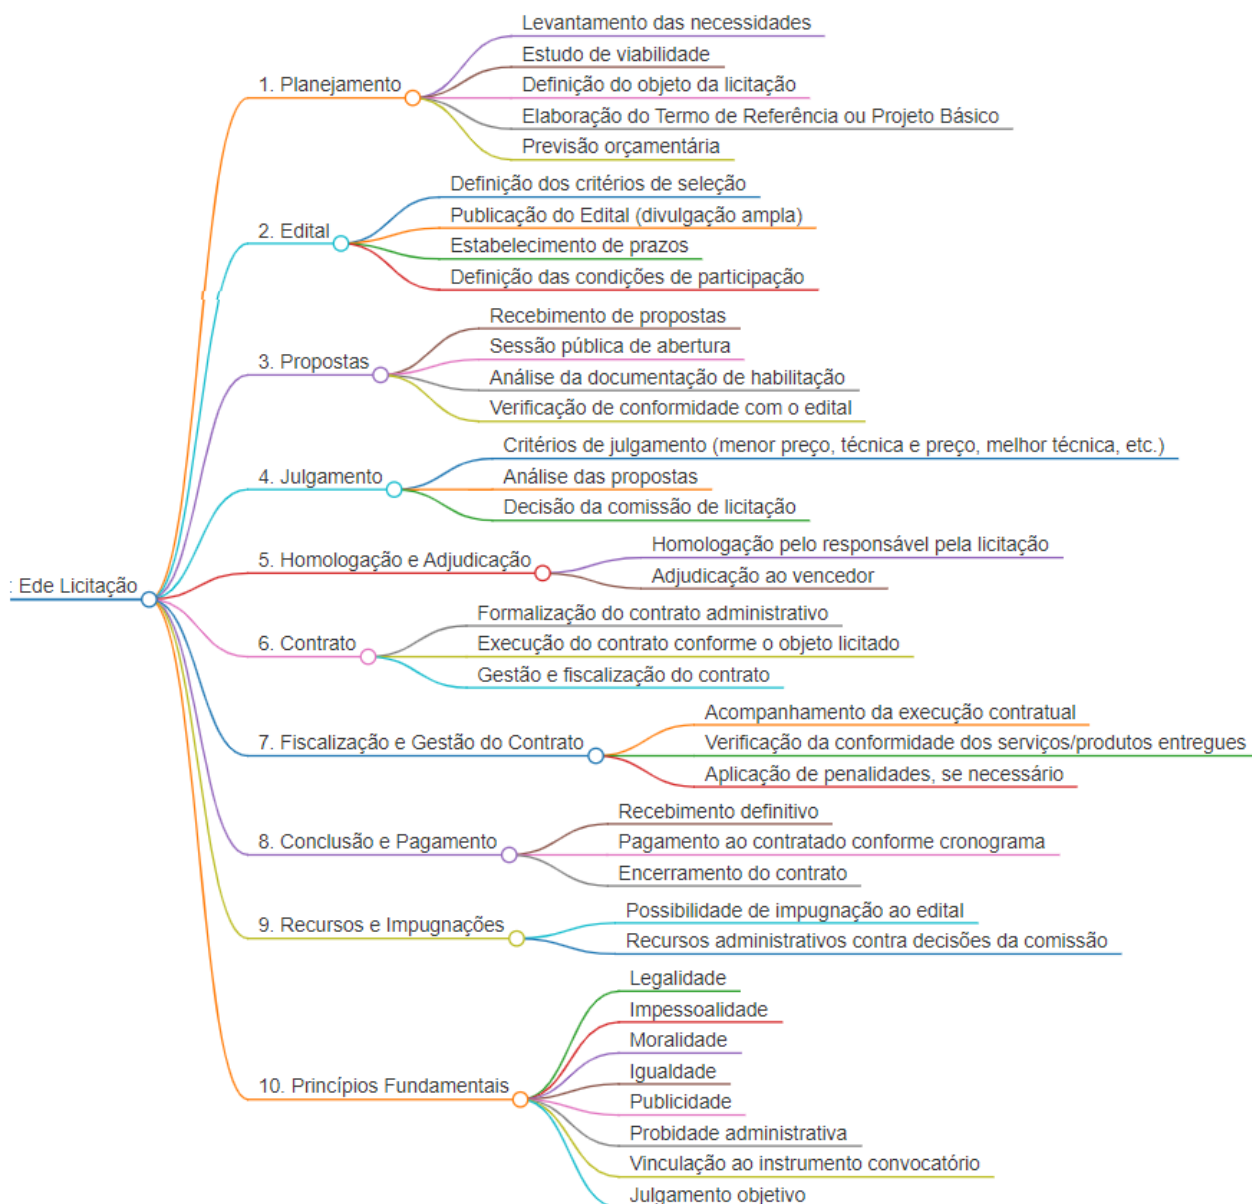 : Ede Licitação
1. Planejamento
Levantamento das necessidades
Estudo de viabilidade
Definição do objeto da licitação
Elaboração do Termo de Referência ou Projeto Básico
Previsão orçamentária
2. Edital
Definição dos critérios de seleção
Publicação do Edital (divulgação ampla)
Estabelecimento de prazos
Definição das condições de participação
3. Propostas
Recebimento de propostas
Sessão pública de abertura
Análise da documentação de habilitação
Verificação de conformidade com o edital
4. Julgamento
Critérios de julgamento (menor preço, técnica e preço, melhor técnica, etc.)
Análise das propostas
Decisão da comissão de licitação
5. Homologação e Adjudicação
Homologação pelo responsável pela licitação
Adjudicação ao vencedor
6. Contrato
Formalização do contrato administrativo
Execução do contrato conforme o objeto licitado
Gestão e fiscalização do contrato
7. Fiscalização e Gestão do Contrato
Acompanhamento da execução contratual
Verificação da conformidade dos serviços/produtos entregues
Aplicação de penalidades, se necessário
8. Conclusão e Pagamento
Recebimento definitivo
Pagamento ao contratado conforme cronograma
Encerramento do contrato
9. Recursos e Impugnações
Possibilidade de impugnação ao edital
Recursos administrativos contra decisões da comissão
10. Princípios Fundamentais
Legalidade
Impessoalidade
Moralidade
Igualdade
Publicidade
Probidade administrativa
Vinculação ao instrumento convocatório
Julgamento objetivo